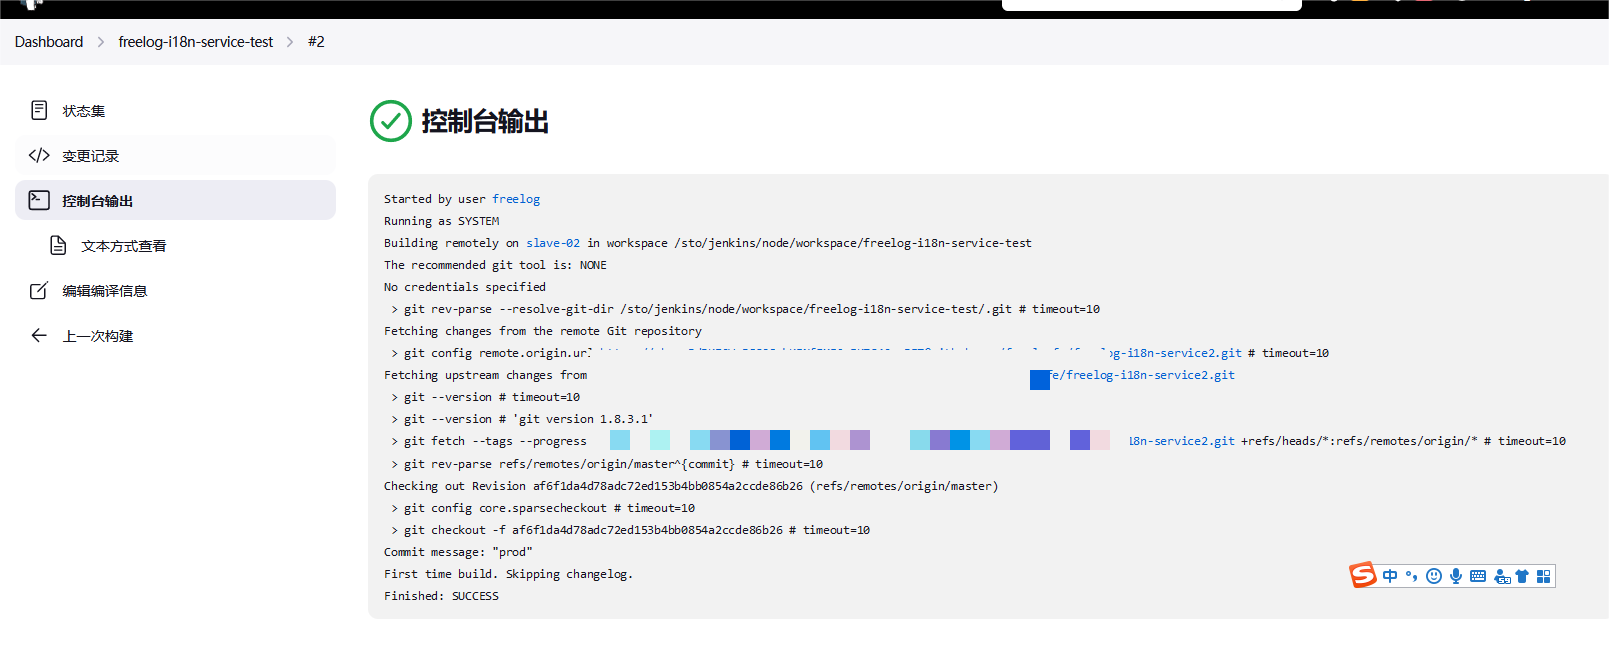 Dashboard > freelog-i18n-service-test > #2
状态集
变更记录
控制台输出
文本方式查看
编辑编译信息
上一次构建
控制台输出
Started by user freelog
Running as SYSTEM
Building remotely on slave-02 in workspace /sto/jenkins/node/workspace/freelog-i18n-service-test
The recommended git tool is: NONE
No credentials specified
> git rev-parse --resolve-git-dir /sto/jenkins/node/workspace/freelog-i18n-service-test/.git # timeout=10
Fetching changes from the remote Git repository
> git config remote.origin.url -i18n-service2.git # timeout=10
Fetching upstream changes from fe/freelog-i18n-service2.git
> git --version # timeout=10
> git --version # 'git version 1.8.3.1'
> git fetch --tags --progress l8n-service2.git +refs/heads/*:refs/remotes/origin/* # timeout=10
> git rev-parse refs/remotes/origin/master^{commit} # timeout=10
Checking out Revision af6f1da4d78adc72ed153b4bb0854a2ccde86b26 (refs/remotes/origin/master)
> git config core.sparsecheckout # timeout=10
> git checkout -f af6f1da4d78adc72ed153b4bb0854a2ccde86b26 # timeout=10
Commit message: "prod"
First time build. Skipping changelog.
Finished: SUCCESS
S 中